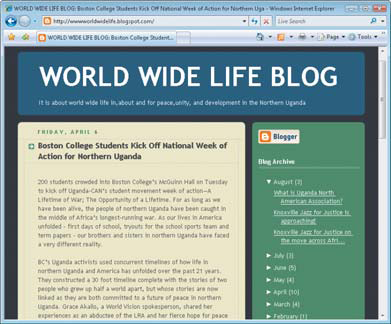 WORLD WIDE LIFE BLOG: Boston College Students Kick Off National Week of Action for Northern Uga - Windows Internet Explorer
http://worldwidelife.blogspot.com/
Live Search
WORLD WIDE LIFE BLOG: Boston College Student...
Page
Tools
WORLD WIDE LIFE BLOG
It is about world wide life in,about and for peace,unity, and development in the Northern Uganda
FRIDAY, APRIL 6
Boston College Students Kick Off National Week of
Action for Northern Uganda
200 students crowded into Boston College's McGuinn Hall on Tuesday
to kick off Uganda-CAN's student movement week of action—A
Lifetime of War; The Opportunity of a Lifetime. For as long as we
have been alive, the people of northern Uganda have been caught in
the middle of Africa's longest-running war. As our lives in America
unfolded - first days of school, tryouts for the school sports team and
term papers - our brothers and sisters in northern Uganda have faced
a very different reality.
BC's Uganda activists used concurrent timelines of how life in
northern Uganda and America has unfolded over the past 21 years.
They constructed a 30 foot timeline complete with the stories of two
people who grew up half a world apart, but whose stories are now
linked as they are both committed to a future of peace in northern
Uganda. Grace Akallo, a World Vision spokesperson, shared her
experiences as an abductee of the LRA and her fierce hope for peace
Blogger
Blog Archive
▼ August (3)
What is Uganda North
American Association?
Knoxville Jazz for Justice is
approaching!
Knoxville Jazz for Justice on
the move across Afri...
► July (3)
► June (5)
► May (4)
► April (10)
► March (4)
► February (1)